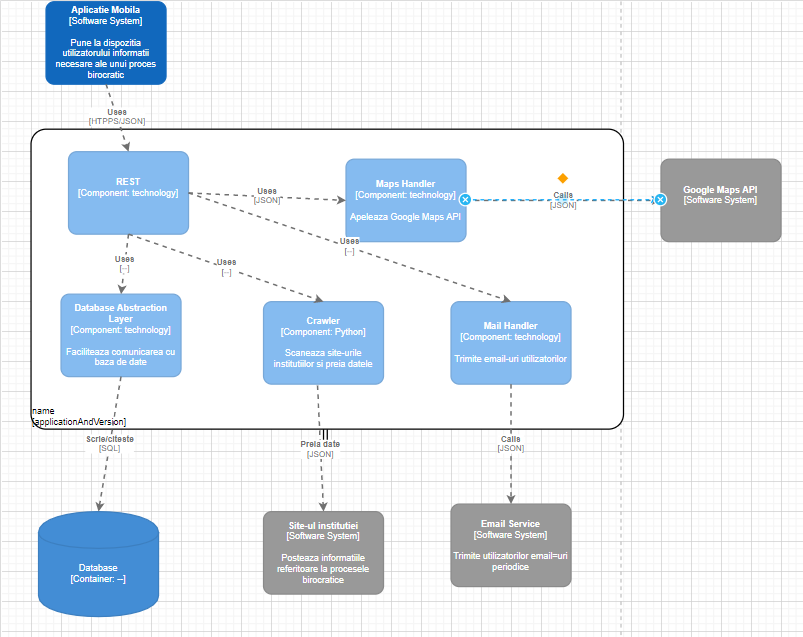 Aplicatie Mobila
[Software System]
Pune la dispozitia
utilizatorului informatii
necesare ale unui proces
birocratic
Uses
[HTPPS/JSON]
REST
[Component: technology]
Uses
[JSON]
Maps Handler
[Component: technology]
Apeleaza Google Maps API
Calls
[JSON]
Google Maps API
[Software System]
Uses
[--]
Uses
[--]
Uses
[--]
Database Abstraction
Layer
[Component: technology]
Faciliteaza comunicarea cu
baza de date
Crawler
[Component: Python]
Scaneaza site-urile
institutiilor si preia datele
Mail Handler
[Component: technology]
Trimite email-uri utilizatorilor
name
[applicationAndVersion]
Scrie/citeste
[SQL]
Preia date
[JSON]
Calls
[JSON]
Database
[Container: --]
Site-ul institutiei
[Software System]
Posteaza informatiile
referitoare la procesele
birocratice
Email Service
[Software System]
Trimite utilizatorilor email=uri
periodice